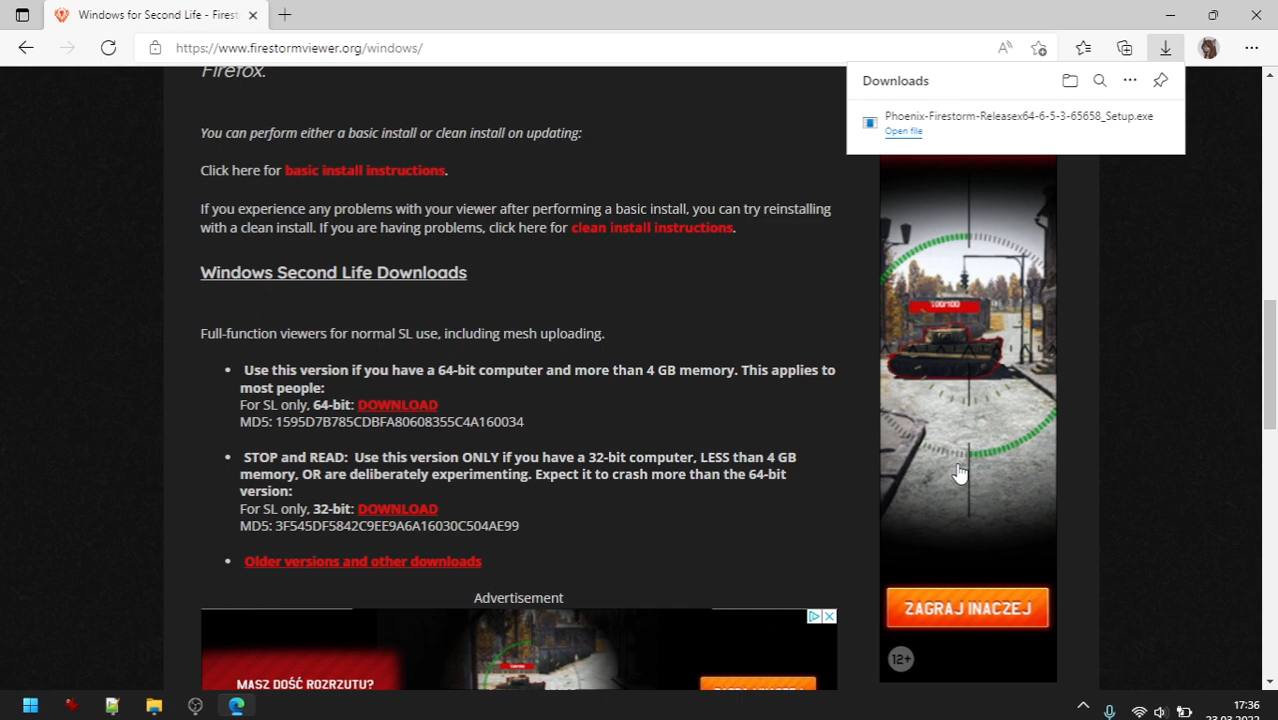 Windows for Second Life - Firest
https://www.firestormviewer.org/windows/
Downloads
Phoenix-Firestorm-Releasex64-6-5-3-65658_Setup.exe
Open file
Firefox.
You can perform either a basic install or clean install on updating:
Click here for basic install instructions.
If you experience any problems with your viewer after performing a basic install, you can try reinstalling
with a clean install. If you are having problems, click here for clean install instructions.
Windows Second Life Downloads
Full-function viewers for normal SL use, including mesh uploading.
• Use this version if you have a 64-bit computer and more than 4 GB memory. This applies to
most people:
For SL only, 64-bit: DOWNLOAD
MD5: 1595D7B785CDBFA80608355C4A160034
• STOP and READ: Use this version ONLY if you have a 32-bit computer, LESS than 4 GB
memory, OR are deliberately experimenting. Expect it to crash more than the 64-bit
version:
For SL only, 32-bit: DOWNLOAD
MD5: 3F545DF5842C9EE9A6A16030C504AE99
• Older versions and other downloads
Advertisement
MASZ DOŚĆ ROZRZUTU?
ZAGRAJ INACZEJ
100/100
ZAGRAJ INACZEJ
12+
17:36
23.03.2022